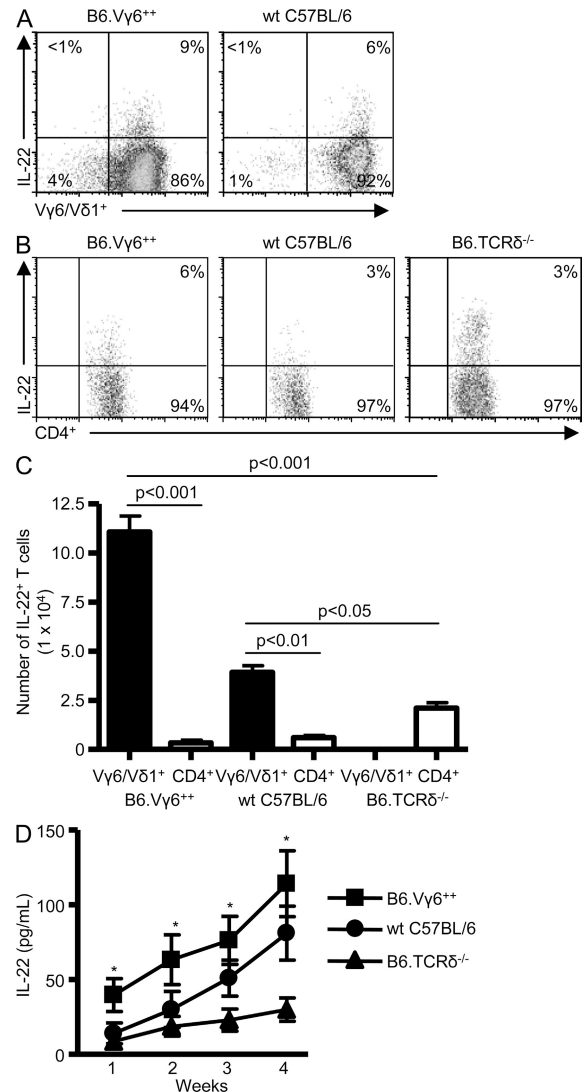 A
B6.Vγ6⁺⁺ wt C57BL/6
<1% 9% <1% 6%
IL-22
4% 86% 1% 92%
Vγ6/Vδ1⁺
B
B6.Vγ6⁺⁺ wt C57BL/6 B6.TCRδ⁻/⁻
6% 3% 3%
IL-22
94% 97% 97%
CD4⁺
C
p<0.001
p<0.001
p<0.05
p<0.01
Number of IL-22⁺ T cells
(1 x 10⁴)
12.5
10.0
7.5
5.0
2.5
0
Vγ6/Vδ1⁺ CD4⁺ Vγ6/Vδ1⁺ CD4⁺ Vγ6/Vδ1⁺ CD4⁺
B6.Vγ6⁺⁺ wt C57BL/6 B6.TCRδ⁻/⁻
D
IL-22 (pg/mL)
150
100
50
0
* * * *
1 2 3 4
Weeks
B6.Vγ6⁺⁺
wt C57BL/6
B6.TCRδ⁻/⁻